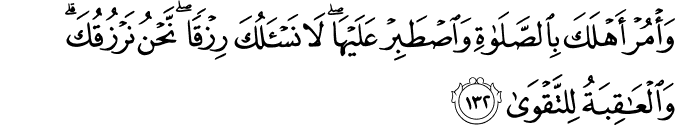 وَأۡمُرۡ أَهۡلَكَ بِٱلصَّلَوٰةِ وَٱصۡطَبِرۡ عَلَيۡهَاۖ لَا نَسۡـَٔلُكَ رِزۡقٗاۖ نَّحۡنُ نَرۡزُقُكَۗ
وَٱلۡعَٰقِبَةُ لِلتَّقۡوَىٰ ١٣٢